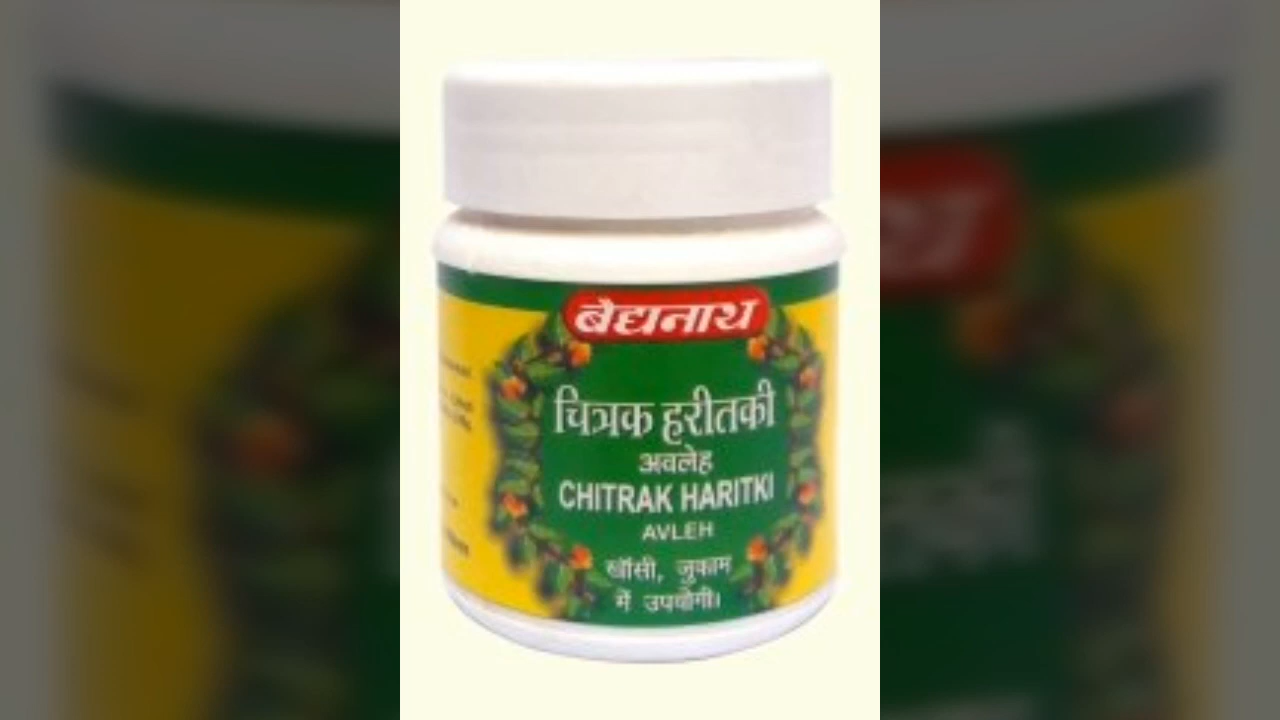 बैद्यनाथ
चित्रक हरीतकी
अवलेह
CHITRAK HARITKI
AVLEH
खाँसी, जुकाम
में उपयोगी।